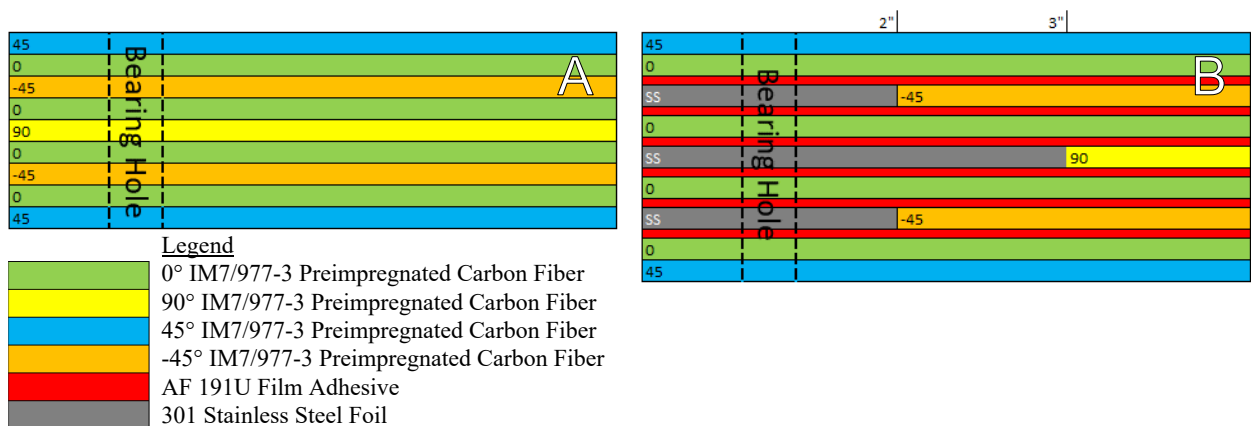 2" 3"
45
0
-45
0
90
0
-45
0
45
Bearing Hole
A
45
0
SS -45
0
SS 90
0
SS -45
0
45
Bearing Hole
B
Legend
0° IM7/977-3 Preimpregnated Carbon Fiber
90° IM7/977-3 Preimpregnated Carbon Fiber
45° IM7/977-3 Preimpregnated Carbon Fiber
-45° IM7/977-3 Preimpregnated Carbon Fiber
AF 191U Film Adhesive
301 Stainless Steel Foil